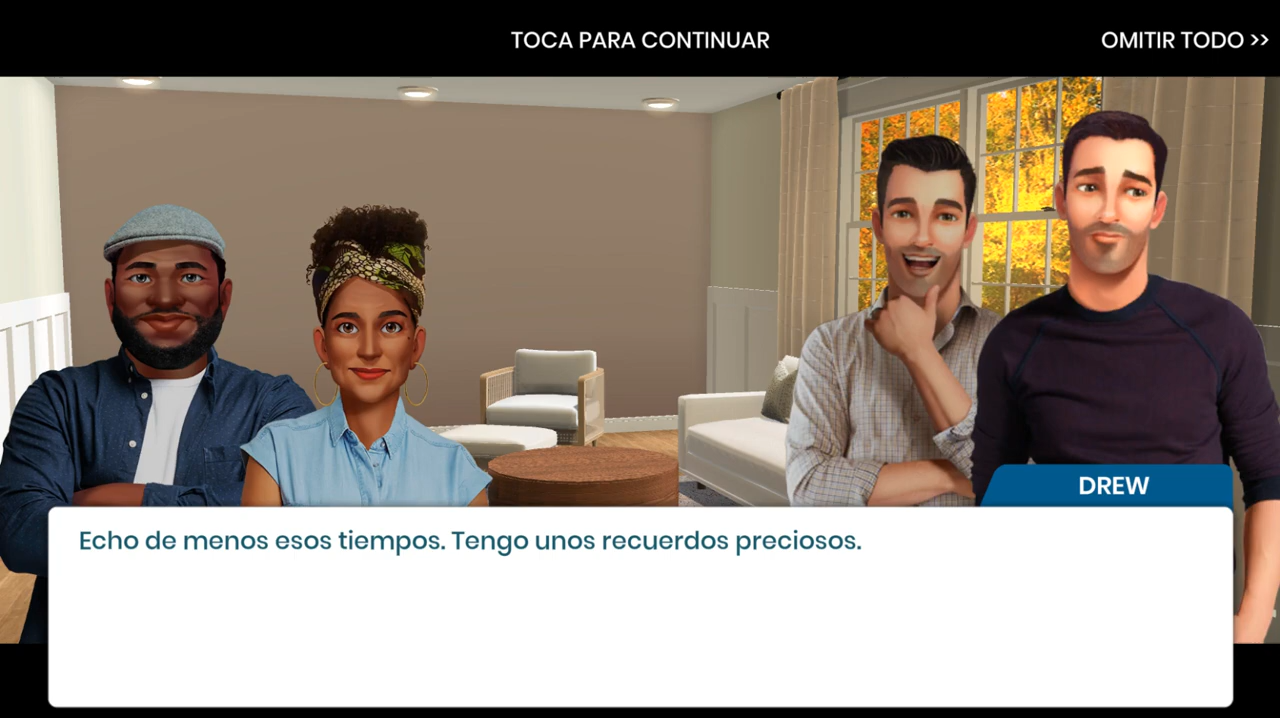 TOCA PARA CONTINUAR
OMITIR TODO >>
DREW
Echo de menos esos tiempos. Tengo unos recuerdos preciosos.